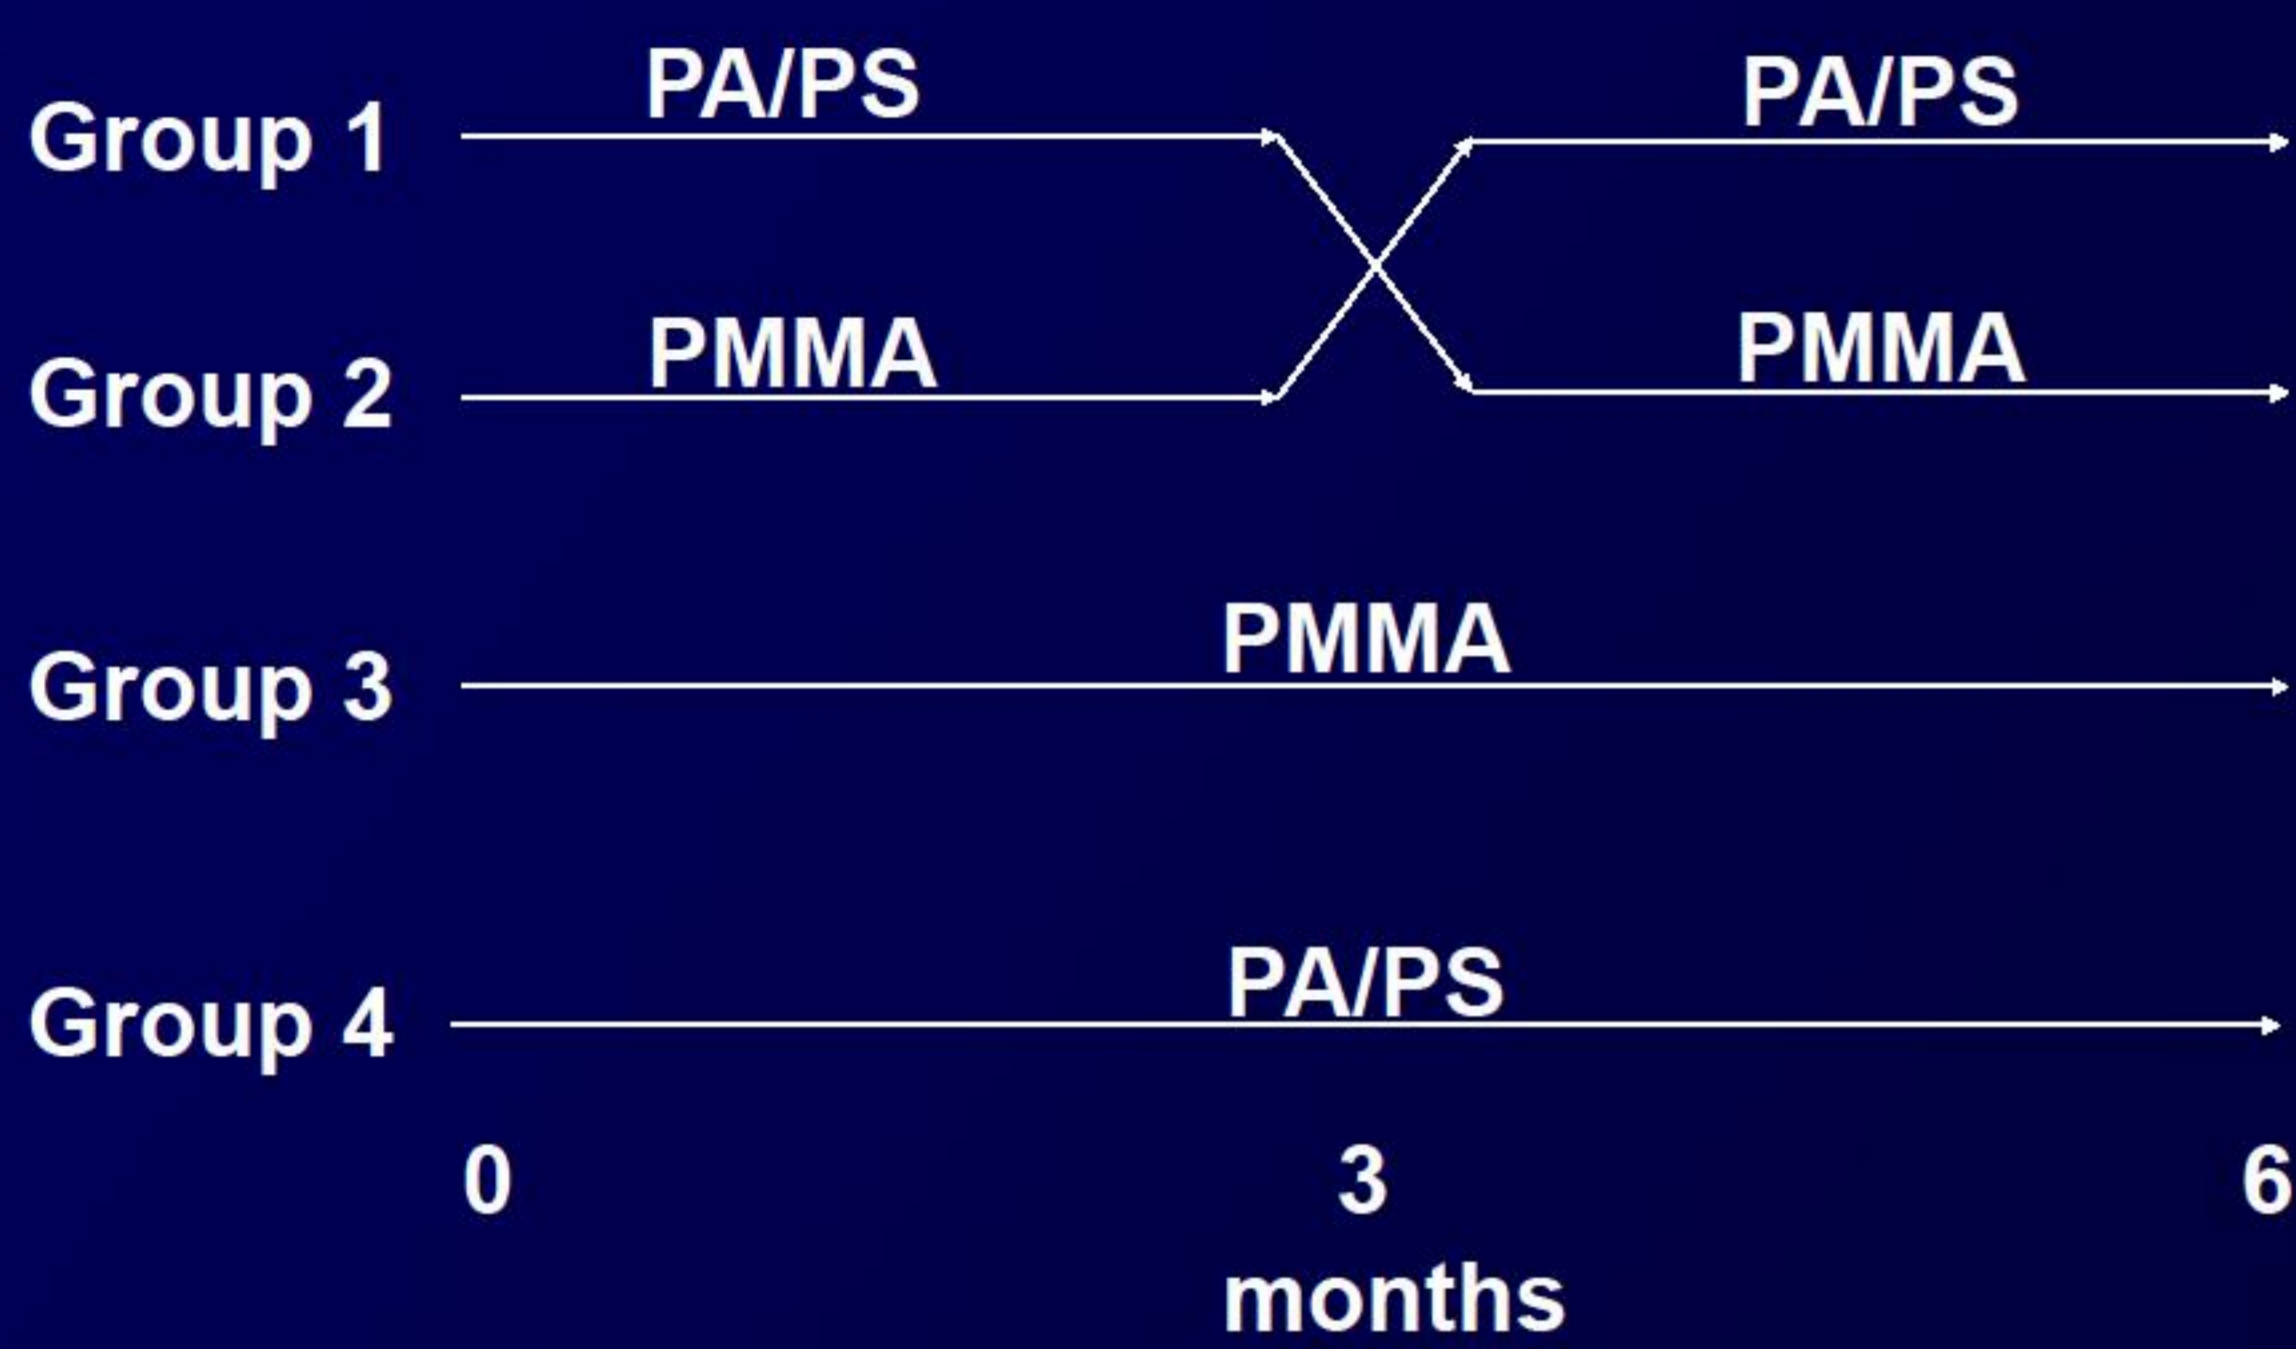 PA/PS PA/PS
Group 1
PMMA PMMA
Group 2
PMMA
Group 3
PA/PS
Group 4
0 3 6
months